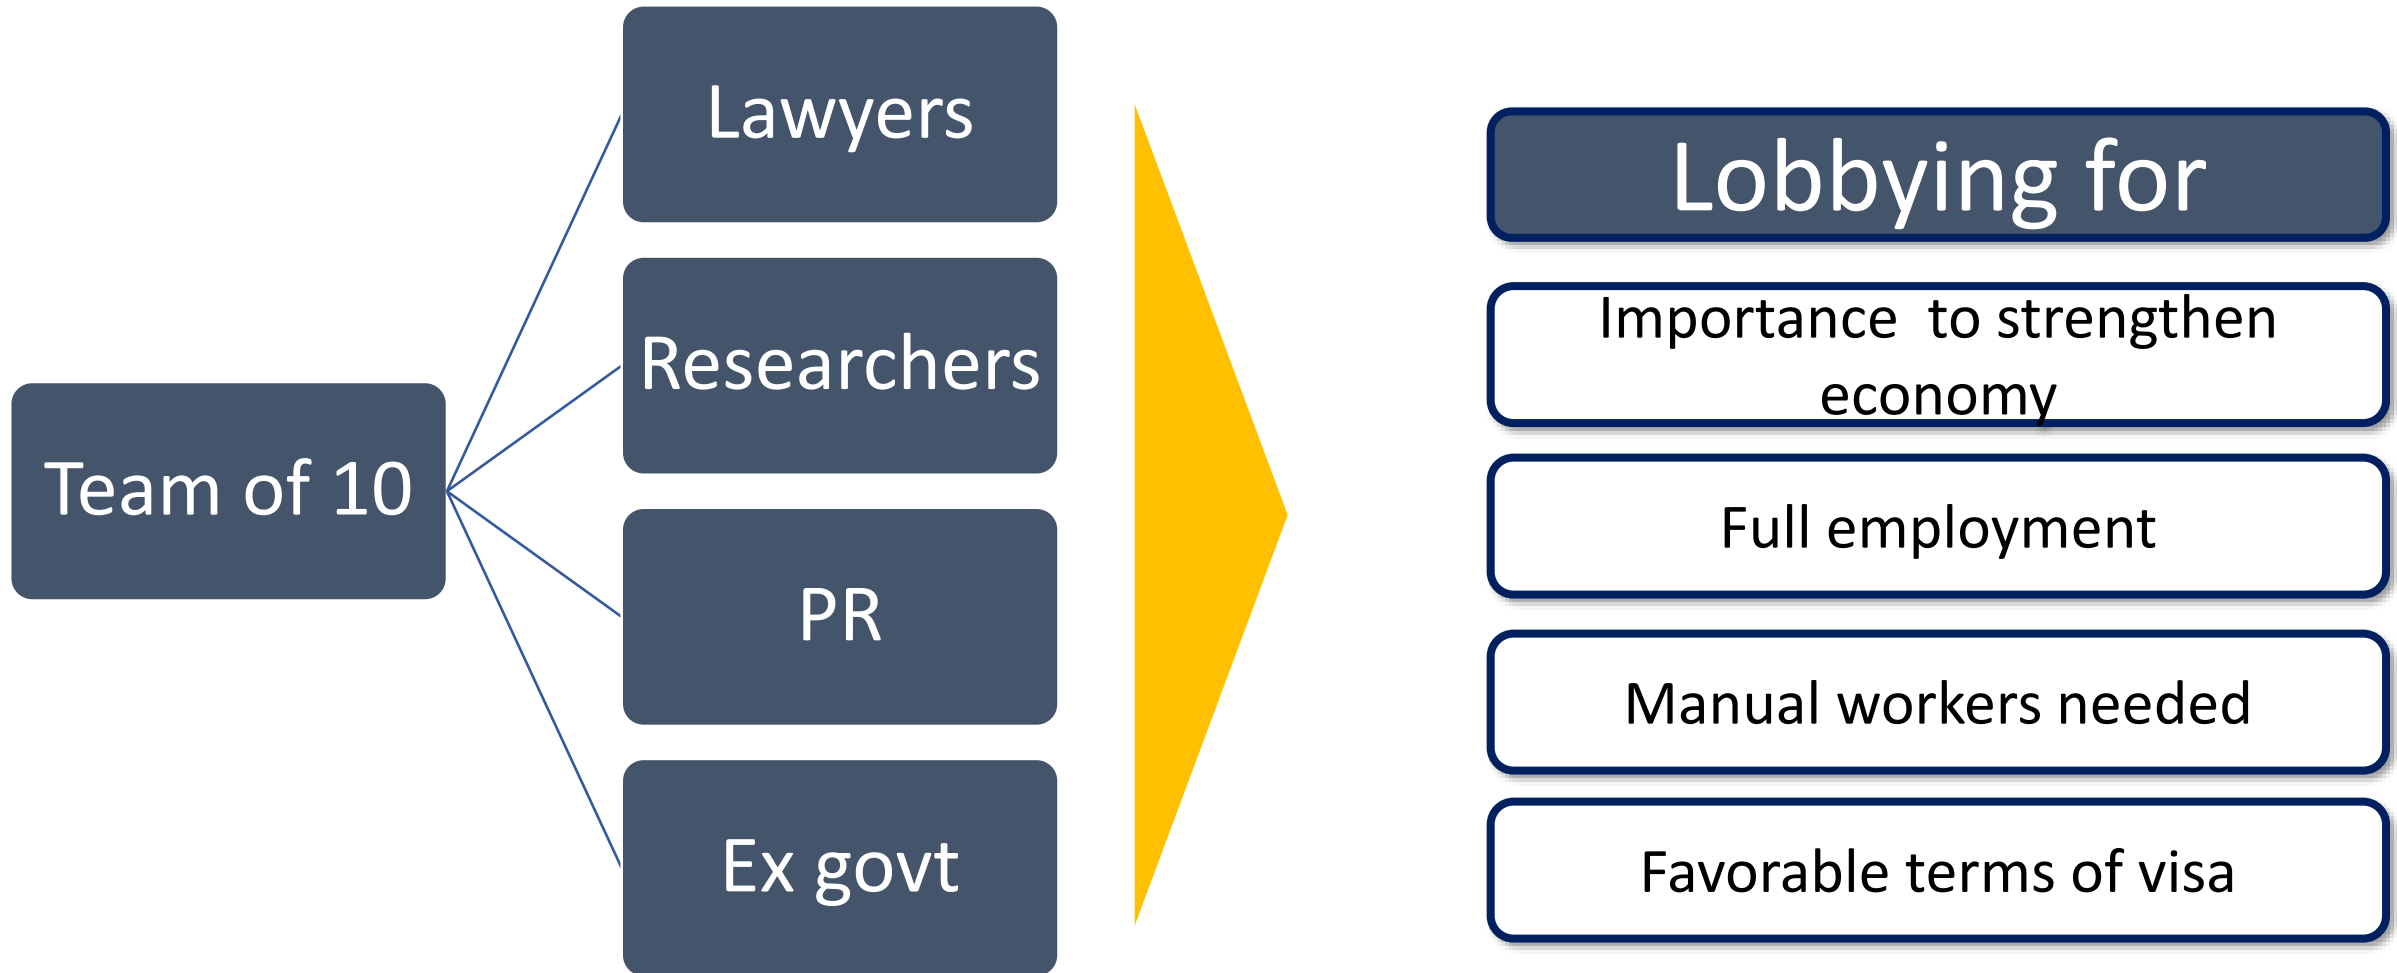 Team of 10
Lawyers
Researchers
PR
Ex govt
Lobbying for
Importance  to strengthen
economy
Full employment
Manual workers needed
Favorable terms of visa